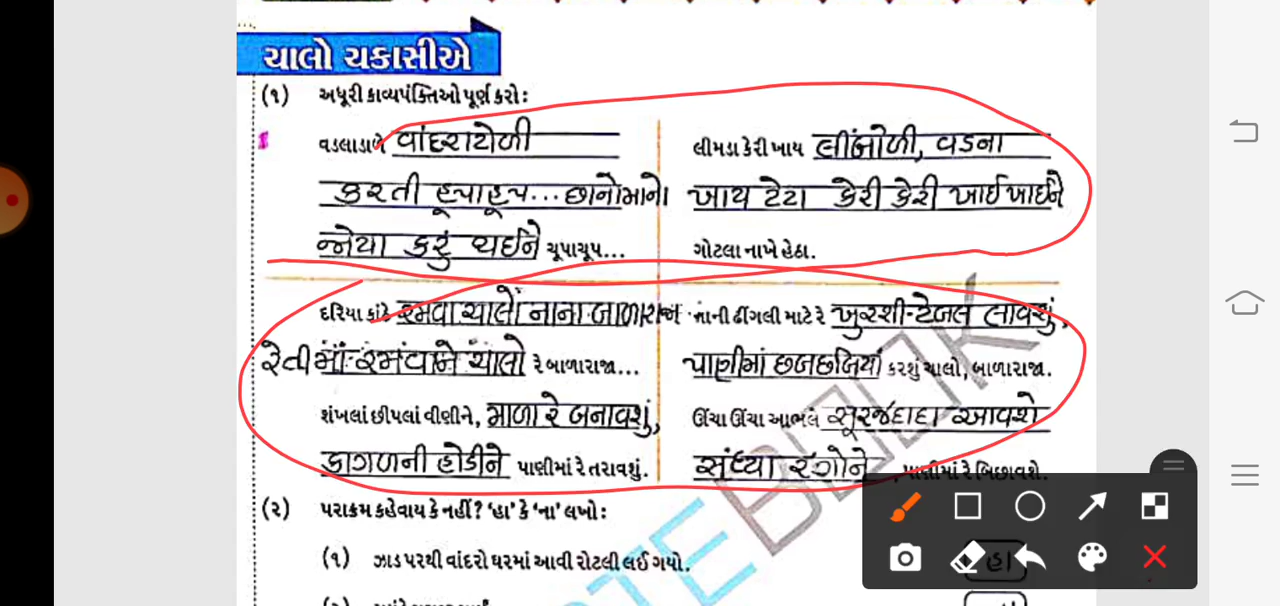 ચાલો ચકાસીએ
(૧) અધૂરી કાવ્યપંક્તિઓ પૂર્ણ કરો :
વડલાડાળે વાંદરાટોળી
કરતી હૂપાહૂપ... છાનોમાનો
જોયા કરું થઈને ચૂપાચૂપ...
લીમડા કેરી ખાય લીંબોળી, વડના
ખાય ટેટા કેરી કેરી ખાઈ ખાઈને
ગોટલા નાખે હેઠા.
દરિયા કાંઠે રમવા ચાલોં નાના બાળારાજા
રેતીમાં રમવાને ચાલો રે બાળારાજા...
શંખલાં છીપલાં વીણીને, માળા રે બનાવશું,
કાગળની હોડીને પાણીમાં રે તરાવશું.
નાની ઢીંગલી માટે રે ખુરશી-ટેબલ લાવશું,
પાણીમાં છબછબિયાં કરશું ચાલો, બાળારાજા.
ઊંચા ઊંચા આભલે સૂરજદાદા આવશે
સંધ્યા રંગોને પાણીમાં રે બિછાવશે.
(૨) પરાક્રમ કહેવાય કે નહીં? ‘હા’ કે ‘ના’ લખો :
(૧) ઝાડ પરથી વાંદરો ઘરમાં આવી રોટલી લઈ ગયો.
હા